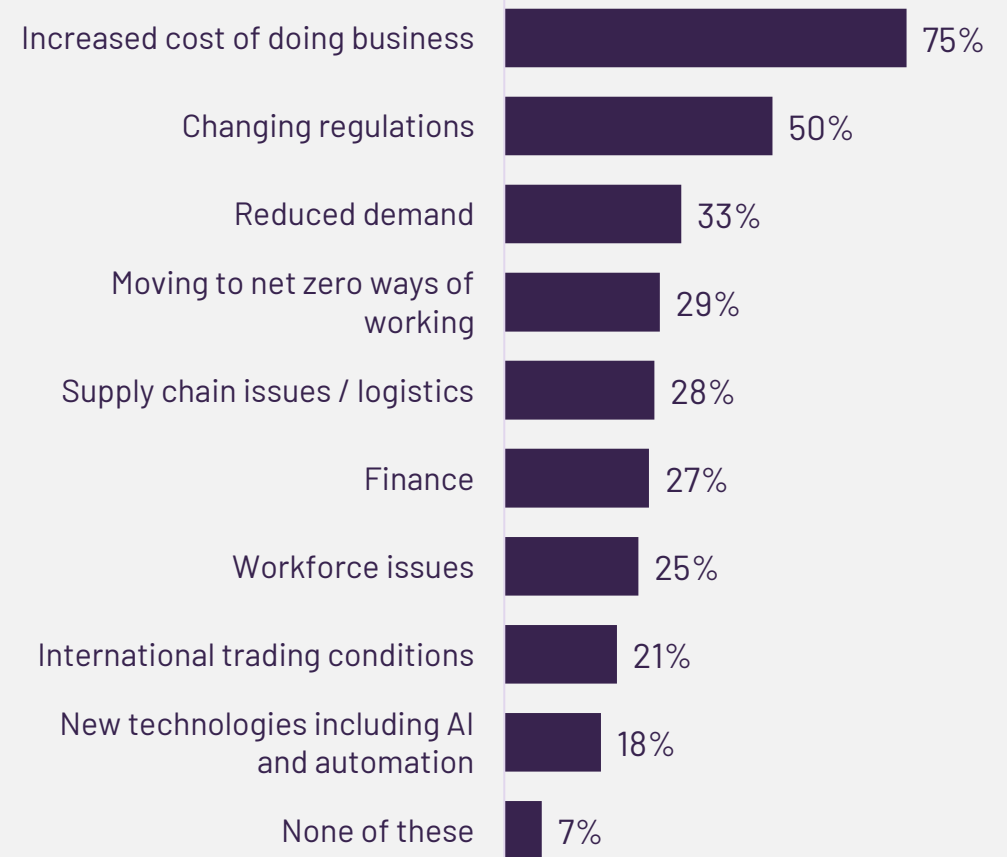 Increased cost of doing business 75%
Changing regulations 50%
Reduced demand 33%
Moving to net zero ways of
working 29%
Supply chain issues / logistics 28%
Finance 27%
Workforce issues 25%
International trading conditions 21%
New technologies including AI
and automation 18%
None of these 7%